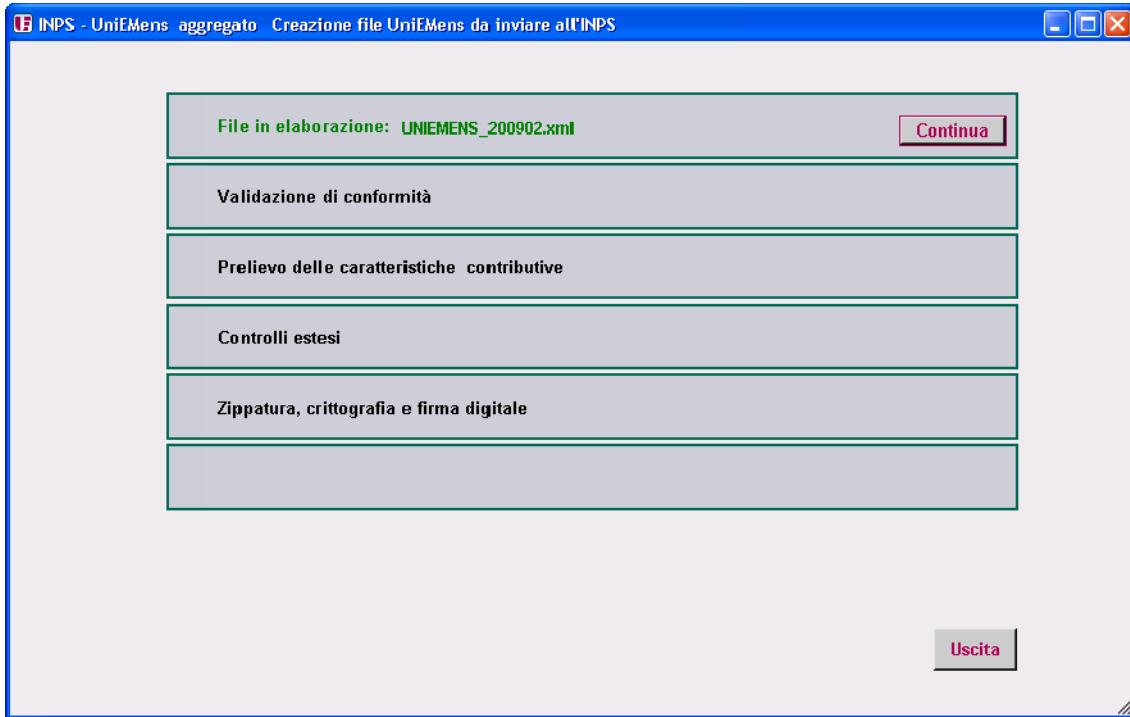 INPS - UniEMens aggregato Creazione file UniEMens da inviare all'INPS
File in elaborazione: UNIEMENS_200902.xml Continua
Validazione di conformità
Prelievo delle caratteristiche contributive
Controlli estesi
Zippatura, crittografia e firma digitale
Uscita